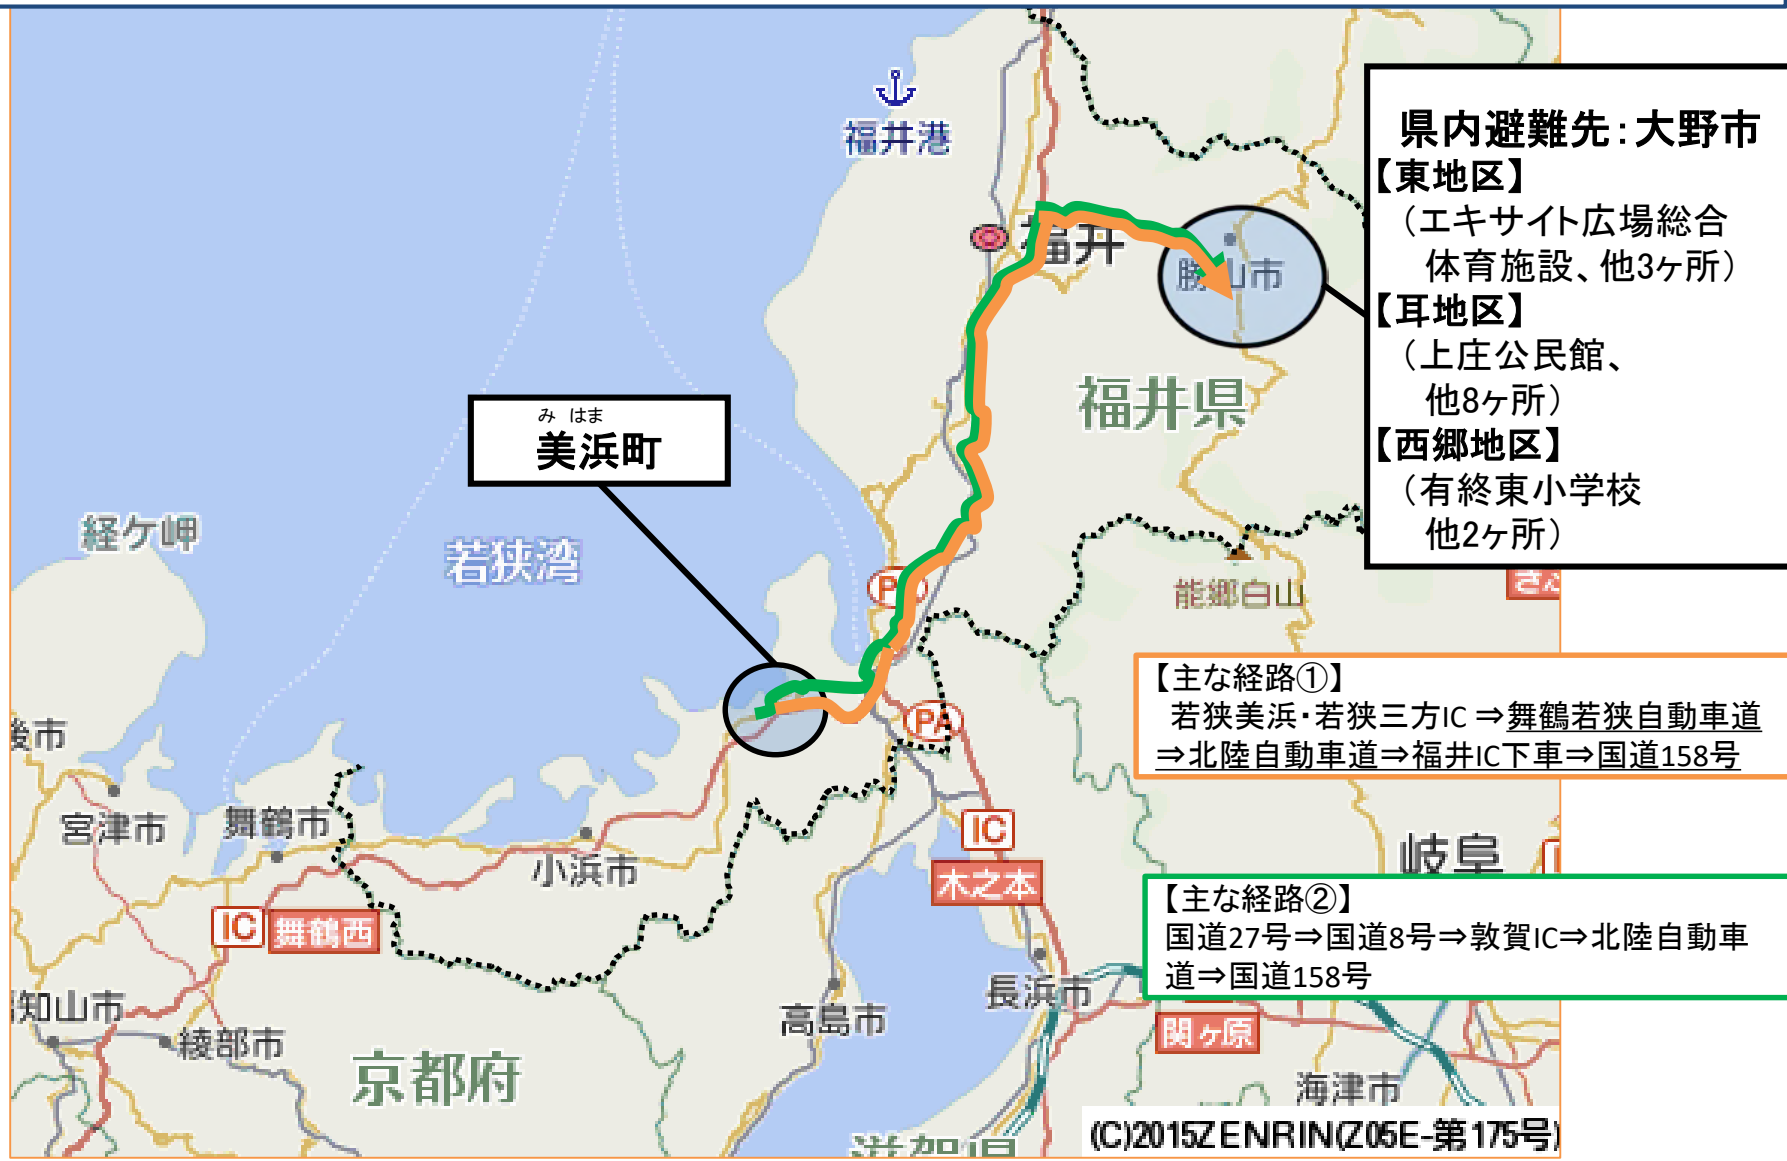 福井港
福井
勝山市
福井県
県内避難先：大野市
【東地区】
（エキサイト広場総合
体育施設、他3ヶ所）
【耳地区】
（上庄公民館、
他8ヶ所）
【西郷地区】
（有終東小学校
他2ヶ所）
み はま
美浜町
経ケ岬
若狭湾
能郷白山
PA
【主な経路①】
若狭美浜・若狭三方IC ⇒舞鶴若狭自動車道
⇒北陸自動車道⇒福井IC下車⇒国道158号
後市
宮津市
舞鶴市
小浜市
IC
木之本
岐阜
IC
舞鶴西
【主な経路②】
国道27号⇒国道8号⇒敦賀IC⇒北陸自動車
道⇒国道158号
知山市
綾部市
高島市
長浜市
関ヶ原
京都府
海津市
滋賀県
(C)2015ZENRIN(Z05E-第175号)